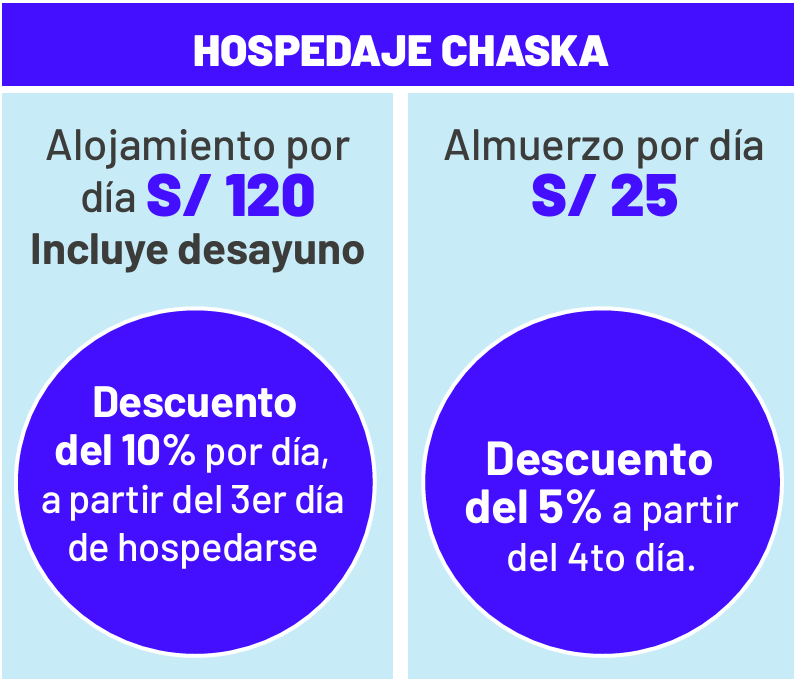 HOSPEDAJE CHASKA
Alojamiento por
día S/ 120
Incluye desayuno
Descuento
del 10% por día,
a partir del 3er día
de hospedarse
Almuerzo por día
S/ 25
Descuento
del 5% a partir
del 4to día.